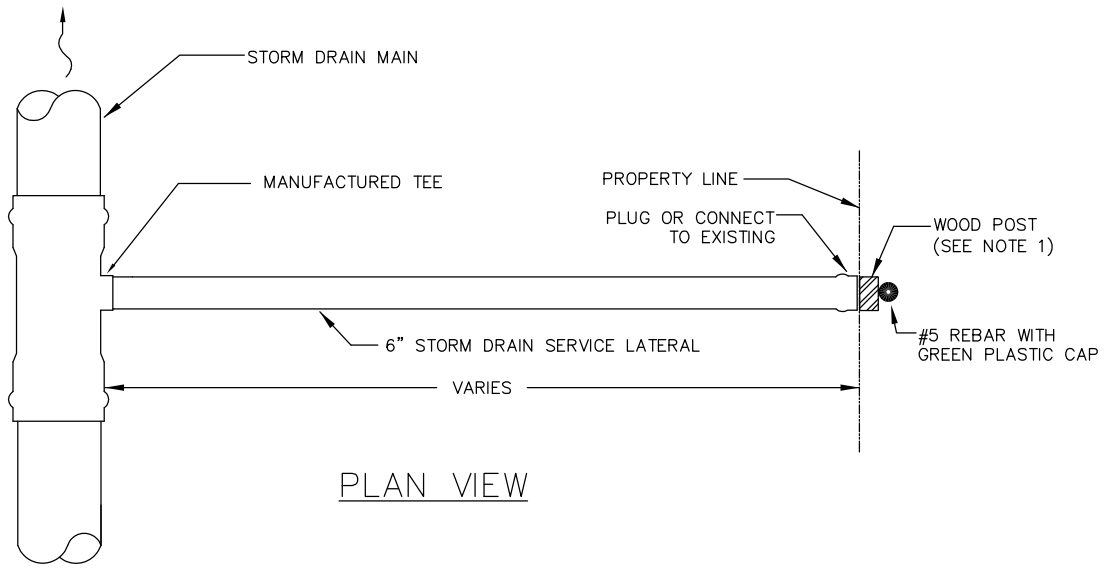 STORM DRAIN MAIN
MANUFACTURED TEE
PROPERTY LINE
PLUG OR CONNECT
TO EXISTING
WOOD POST
(SEE NOTE 1)
6" STORM DRAIN SERVICE LATERAL
#5 REBAR WITH
GREEN PLASTIC CAP
VARIES
PLAN VIEW